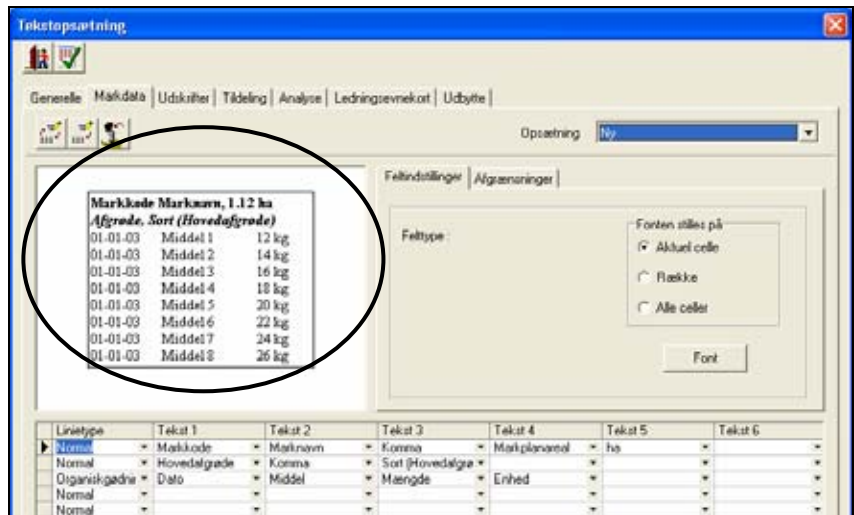 Tekstopsætning
Generelle Markdata Udskrifter Tildeling Analyse Ledningsevnekort Udbytte
Opsætning Ny
Markkode Marknavn, 1.12 ha
Afgrøde, Sort (Hovedafgrøde)
01-01-03 Middel 1 12 kg
01-01-03 Middel 2 14 kg
01-01-03 Middel 3 16 kg
01-01-03 Middel 4 18 kg
01-01-03 Middel 5 20 kg
01-01-03 Middel 6 22 kg
01-01-03 Middel 7 24 kg
01-01-03 Middel 8 26 kg
Feltindstillinger Afgrænsninger
Felttype :
Fonten stilles på
Aktuel celle
Række
Alle celler
Font
Linietype Tekst 1 Tekst 2 Tekst 3 Tekst 4 Tekst 5 Tekst 6
Normal Markkode Marknavn Komma Markplanareal ha
Normal Hovedafgrøde Komma Sort (Hovedafgrø
Organiskgødnin Dato Middel Mængde Enhed
Normal
Normal